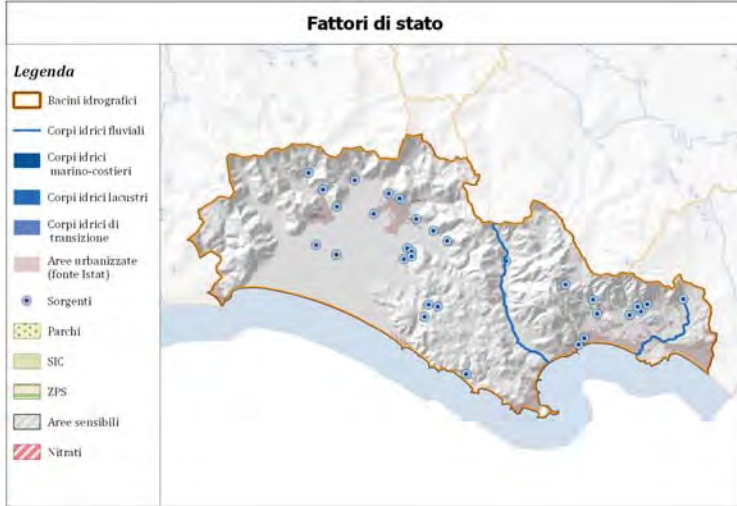 Fattori di stato
Legenda
Bacini idrografici
Corpi idrici fluviali
Corpi idrici
marino-costieri
Corpi idrici lacustri
Corpi idrici di
transizione
Aree urbanizzate
(fonte Istat)
Sorgenti
Parchi
SIC
ZPS
Aree sensibili
Nitrati